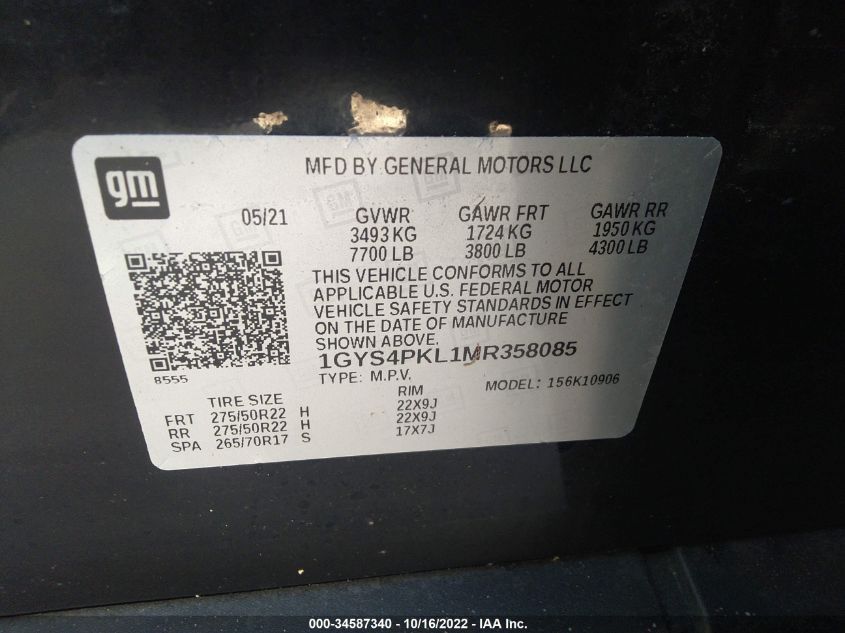 gm
MFD BY GENERAL MOTORS LLC
05/21 GVWR GAWR FRT GAWR RR
3493 KG 1724 KG 1950 KG
7700 LB 3800 LB 4300 LB
THIS VEHICLE CONFORMS TO ALL
APPLICABLE U.S. FEDERAL MOTOR
VEHICLE SAFETY STANDARDS IN EFFECT
ON THE DATE OF MANUFACTURE
SHOWN ABOVE.
1GYS4PKL1MR358085
8555
TYPE: M.P.V. MODEL: 156K10906
TIRE SIZE RIM
FRT 275/50R22 H 22X9J
RR 275/50R22 H 22X9J
SPA 265/70R17 S 17X7J
000-34587340 - 10/16/2022 - IAA Inc.